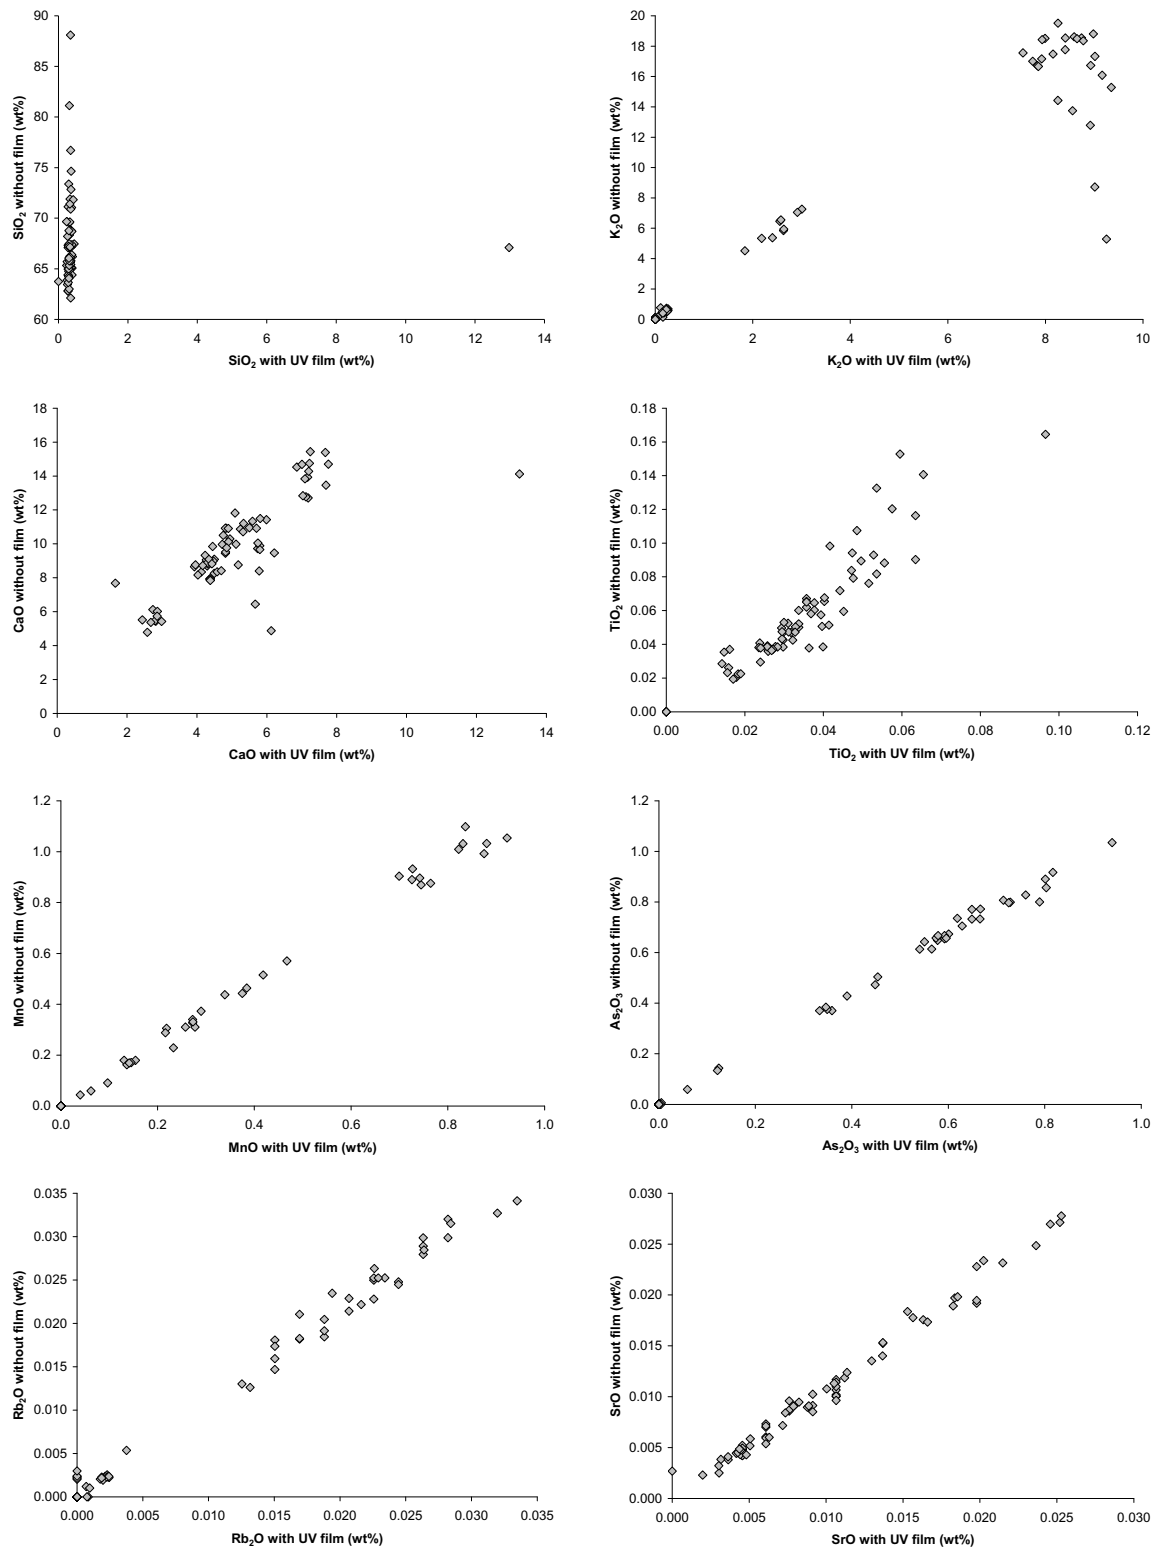 90
85
80
75
70
65
60
SiO₂ without film (wt%)
0 2 4 6 8 10 12 14
SiO₂ with UV film (wt%)
20
18
16
14
12
10
8
6
4
2
0
K₂O without film (wt%)
0 2 4 6 8 10
K₂O with UV film (wt%)
18
16
14
12
10
8
6
4
2
0
CaO without film (wt%)
0 2 4 6 8 10 12 14
CaO with UV film (wt%)
0.18
0.16
0.14
0.12
0.10
0.08
0.06
0.04
0.02
0.00
TiO₂ without film (wt%)
0.00 0.02 0.04 0.06 0.08 0.10 0.12
TiO₂ with UV film (wt%)
1.2
1.0
0.8
0.6
0.4
0.2
0.0
MnO without film (wt%)
0.0 0.2 0.4 0.6 0.8 1.0
MnO with UV film (wt%)
1.2
1.0
0.8
0.6
0.4
0.2
0.0
As₂O₃ without film (wt%)
0.0 0.2 0.4 0.6 0.8 1.0
As₂O₃ with UV film (wt%)
0.035
0.030
0.025
0.020
0.015
0.010
0.005
0.000
Rb₂O without film (wt%)
0.000 0.005 0.010 0.015 0.020 0.025 0.030 0.035
Rb₂O with UV film (wt%)
0.030
0.025
0.020
0.015
0.010
0.005
0.000
SrO without film (wt%)
0.000 0.005 0.010 0.015 0.020 0.025 0.030
SrO with UV film (wt%)